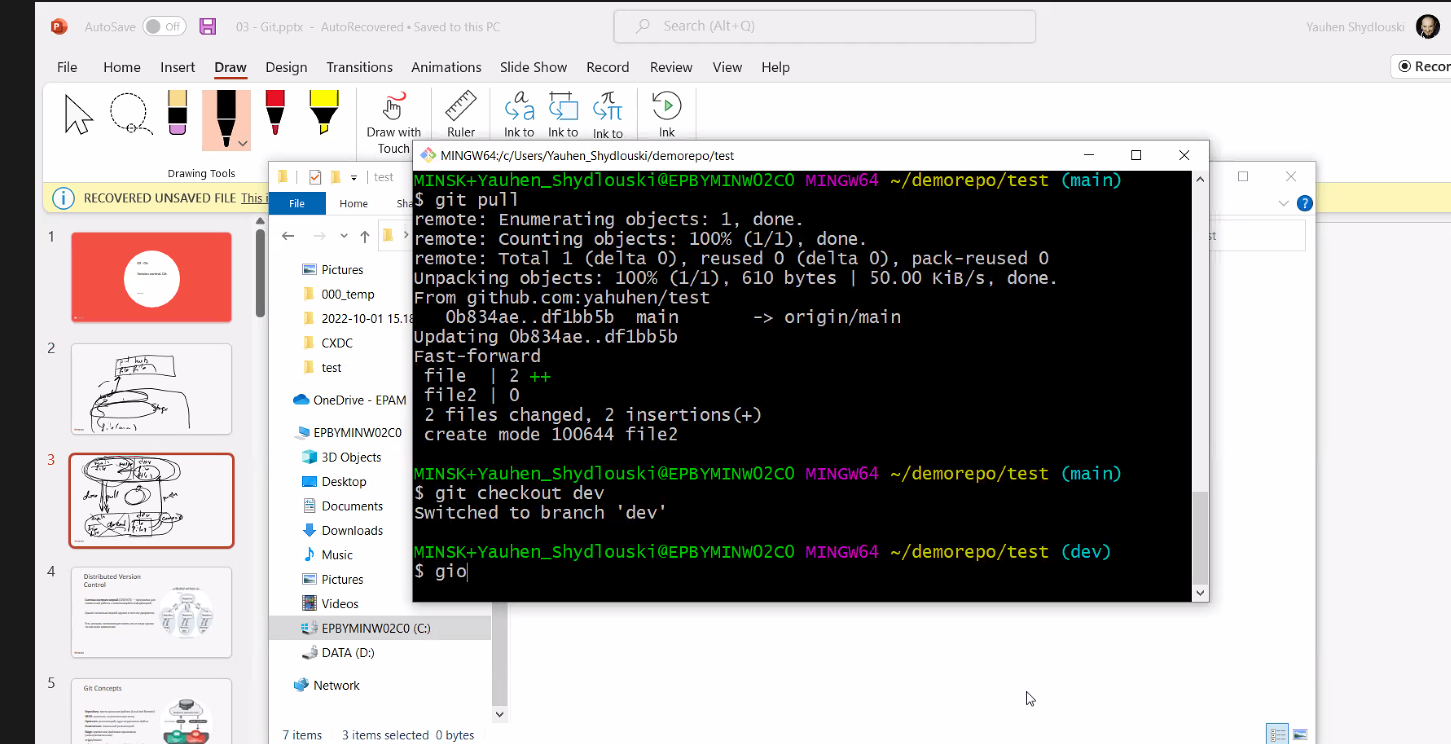 AutoSave Off 03 - Git.pptx - AutoRecovered • Saved to this PC Search (Alt+Q) Yauhen Shydlouski
File Home Insert Draw Design Transitions Animations Slide Show Record Review View Help Recor
Draw with Touch Ruler Ink to Ink to Ink to Ink
Drawing Tools
RECOVERED UNSAVED FILE This i
1
2
3
4
Distributed Version
Control
5
Git Concepts
test
File Home Sha
Pictures
000_temp
2022-10-01 15.18
CXDC
test
OneDrive - EPAM
EPBYMINW02C0
3D Objects
Desktop
Documents
Downloads
Music
Pictures
Videos
EPBYMINW02C0 (C:)
DATA (D:)
Network
7 items 3 items selected 0 bytes
MINGW64:/c/Users/Yauhen_Shydlouski/demorepo/test
MINSK+Yauhen_Shydlouski@EPBYMINW02C0 MINGW64 ~/demorepo/test (main)
$ git pull
remote: Enumerating objects: 1, done.
remote: Counting objects: 100% (1/1), done.
remote: Total 1 (delta 0), reused 0 (delta 0), pack-reused 0
Unpacking objects: 100% (1/1), 610 bytes | 50.00 KiB/s, done.
From github.com:yahuhen/test
0b834ae..df1bb5b main -> origin/main
Updating 0b834ae..df1bb5b
Fast-forward
file | 2 ++
file2 | 0
2 files changed, 2 insertions(+)
create mode 100644 file2
MINSK+Yauhen_Shydlouski@EPBYMINW02C0 MINGW64 ~/demorepo/test (main)
$ git checkout dev
Switched to branch 'dev'
MINSK+Yauhen_Shydlouski@EPBYMINW02C0 MINGW64 ~/demorepo/test (dev)
$ gio